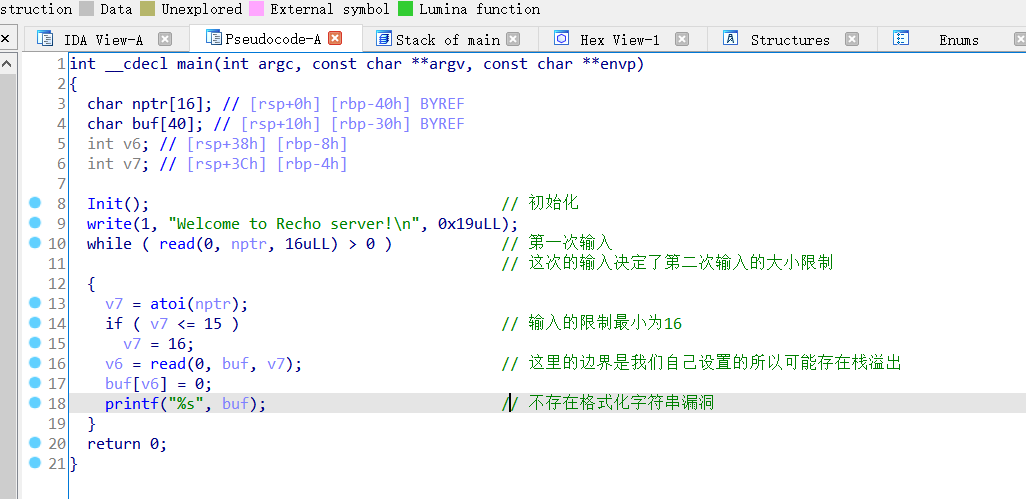 struction Data Unexplored External symbol Lumina function
IDA View-A Pseudocode-A Stack of main Hex View-1 Structures Enums
1 int __cdecl main(int argc, const char **argv, const char **envp)
2 {
3 char nptr[16]; // [rsp+0h] [rbp-40h] BYREF
4 char buf[40]; // [rsp+10h] [rbp-30h] BYREF
5 int v6; // [rsp+38h] [rbp-8h]
6 int v7; // [rsp+3Ch] [rbp-4h]
7
8 Init(); // 初始化
9 write(1, "Welcome to Recho server!\n", 0x19uLL);
10 while ( read(0, nptr, 16uLL) > 0 ) // 第一次输入
11 // 这次的输入决定了第二次输入的大小限制
12 {
13 v7 = atoi(nptr);
14 if ( v7 <= 15 ) // 输入的限制最小为16
15 v7 = 16;
16 v6 = read(0, buf, v7); // 这里的边界是我们自己设置的所以可能存在栈溢出
17 buf[v6] = 0;
18 printf("%s", buf); // 不存在格式化字符串漏洞
19 }
20 return 0;
21 }